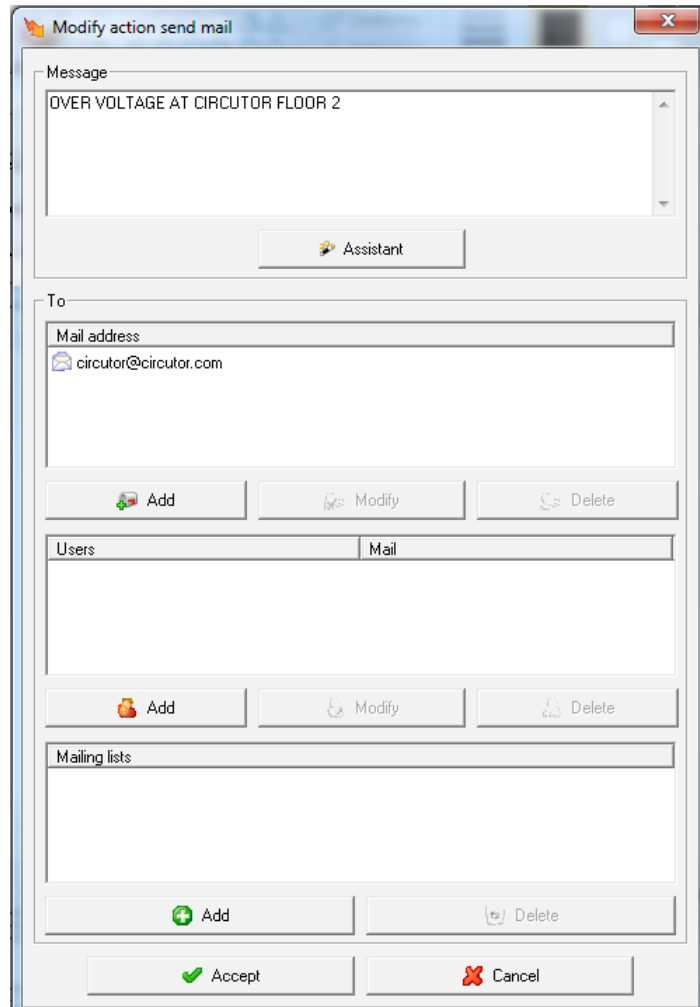 Modify action send mail
Message
OVER VOLTAGE AT CIRCUTOR FLOOR 2
Assistant
To
Mail address
circutor@circutor.com
Add Modify Delete
Users Mail
Add Modify Delete
Mailing lists
Add Delete
Accept Cancel